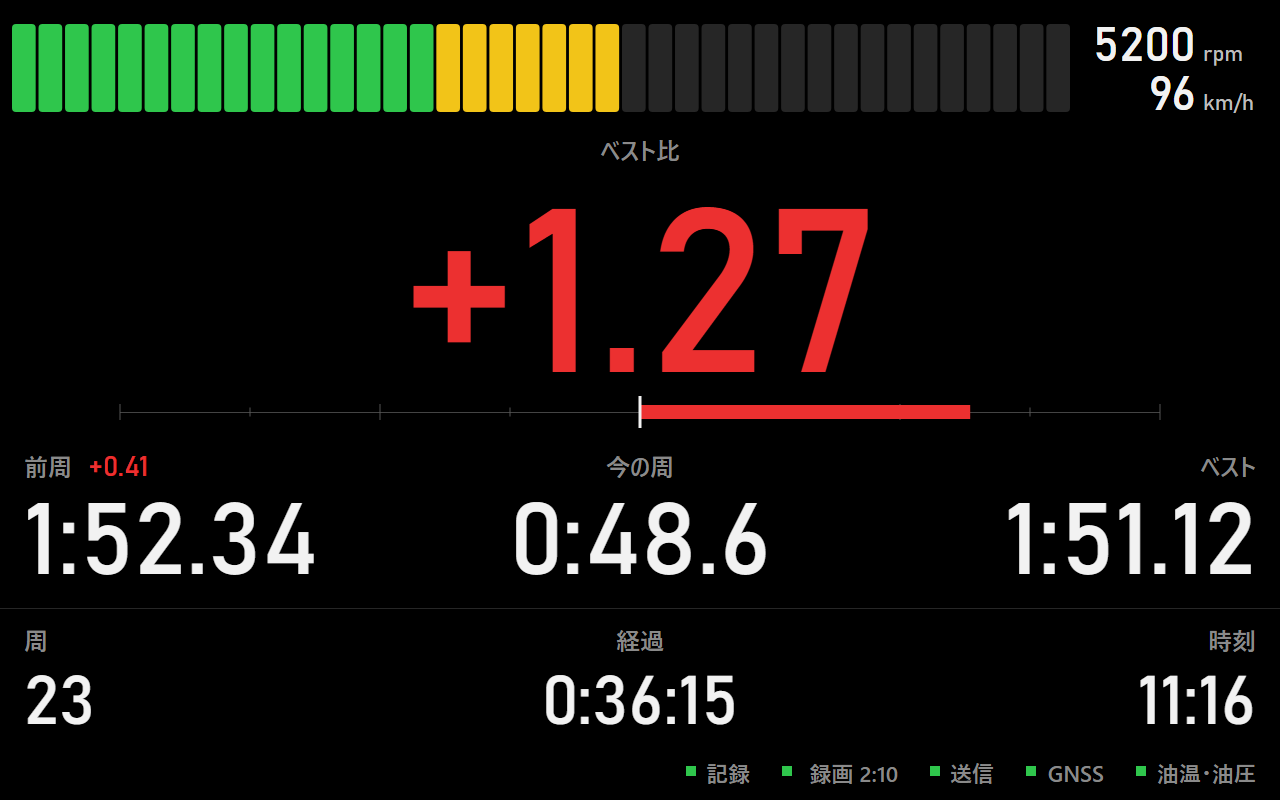 5200 rpm
96 km/h
ベスト比
+1.27
前周 +0.41 今の周 ベスト
1:52.34 0:48.6 1:51.12
周 経過 時刻
23 0:36:15 11:16
記録 録画 2:10 送信 GNSS 油温・油圧